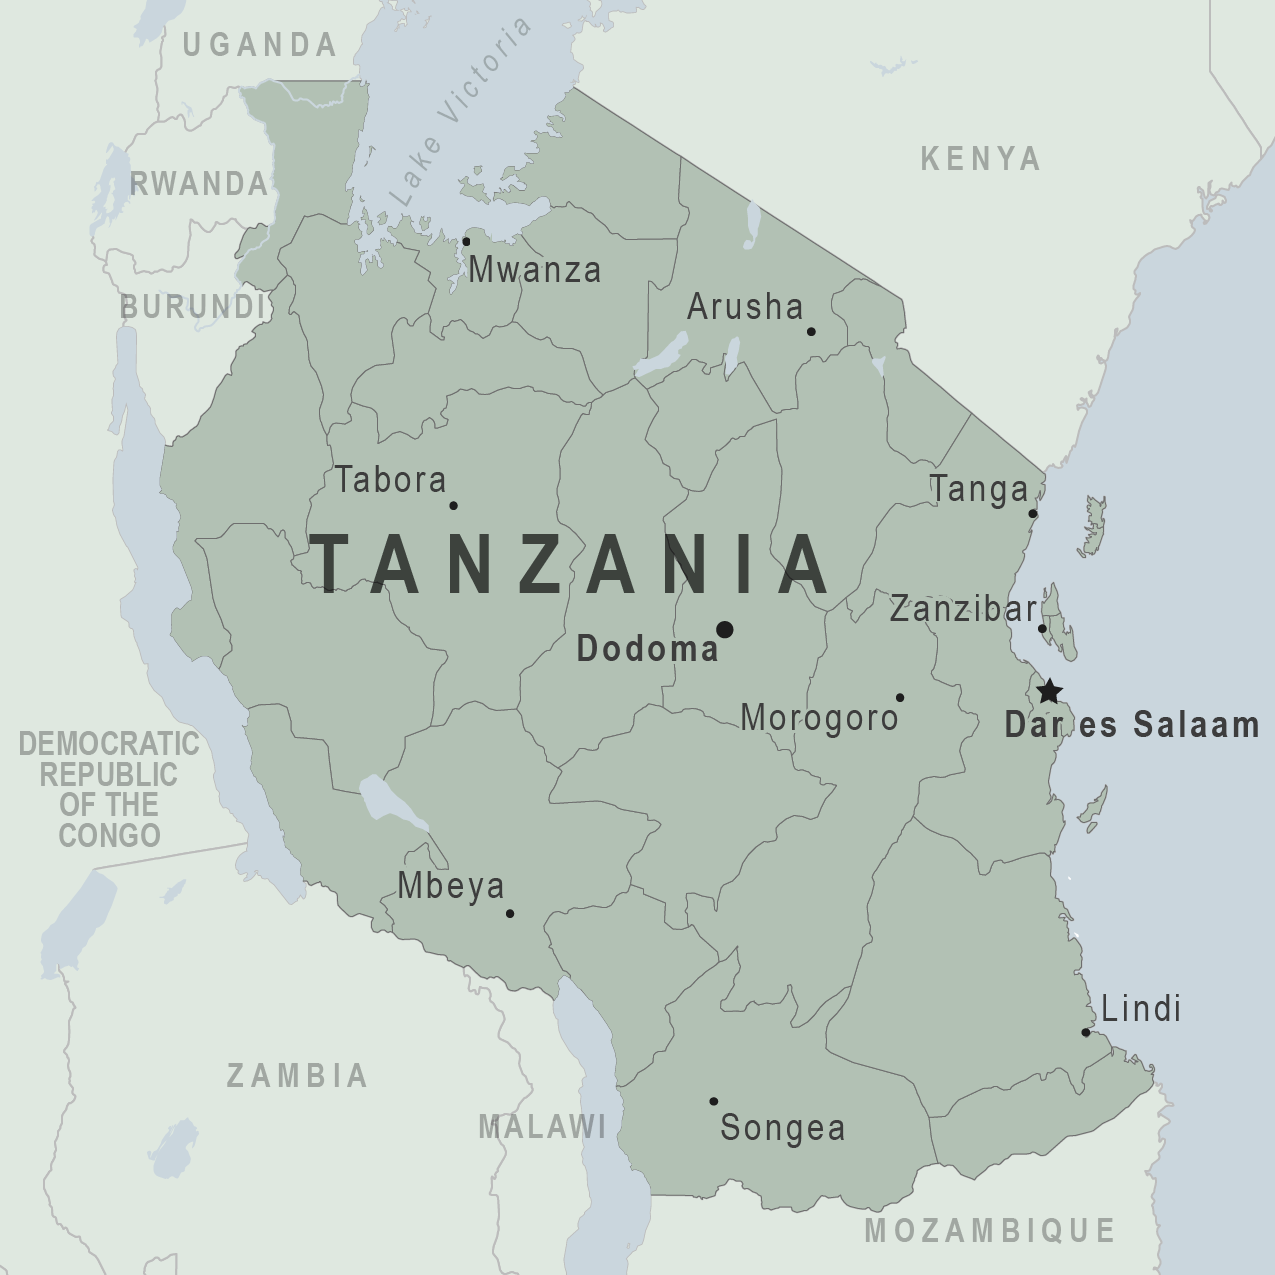 UGANDA
Lake Victoria
KENYA
RWANDA
Mwanza
BURUNDI
Arusha
Tabora
Tanga
TANZANIA
Zanzibar
Dodoma
Morogoro
Dar es Salaam
DEMOCRATIC
REPUBLIC
OF THE
CONGO
Mbeya
Lindi
ZAMBIA
MALAWI
Songea
MOZAMBIQUE